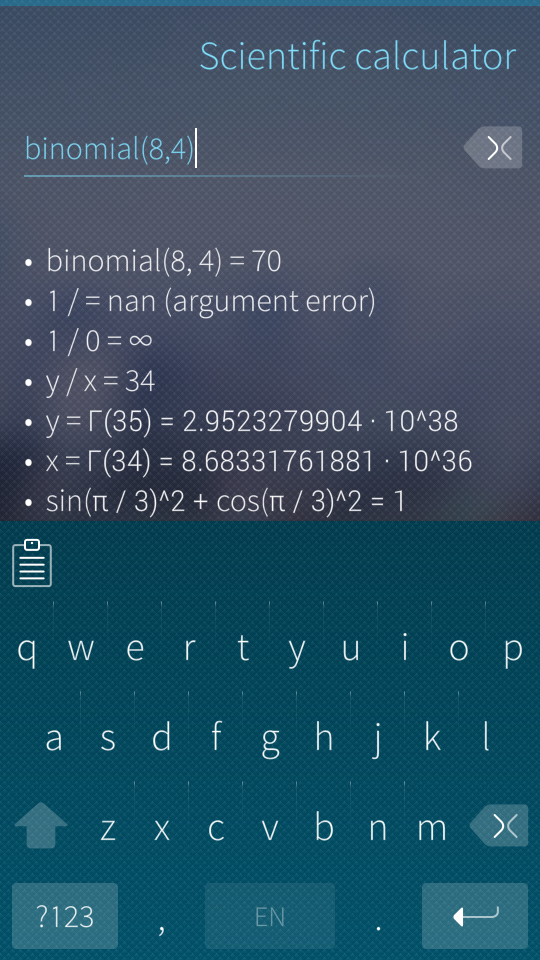 Scientific calculator
binomial(8,4)
• binomial(8, 4) = 70
• 1 / = nan (argument error)
• 1 / 0 = ∞
• y / x = 34
• y = Γ(35) = 2.9523279904 · 10^38
• x = Γ(34) = 8.68331761881 · 10^36
• sin(π / 3)^2 + cos(π / 3)^2 = 1
q w e r t y u i o p
a s d f g h j k l
z x c v b n m
?123 , EN .